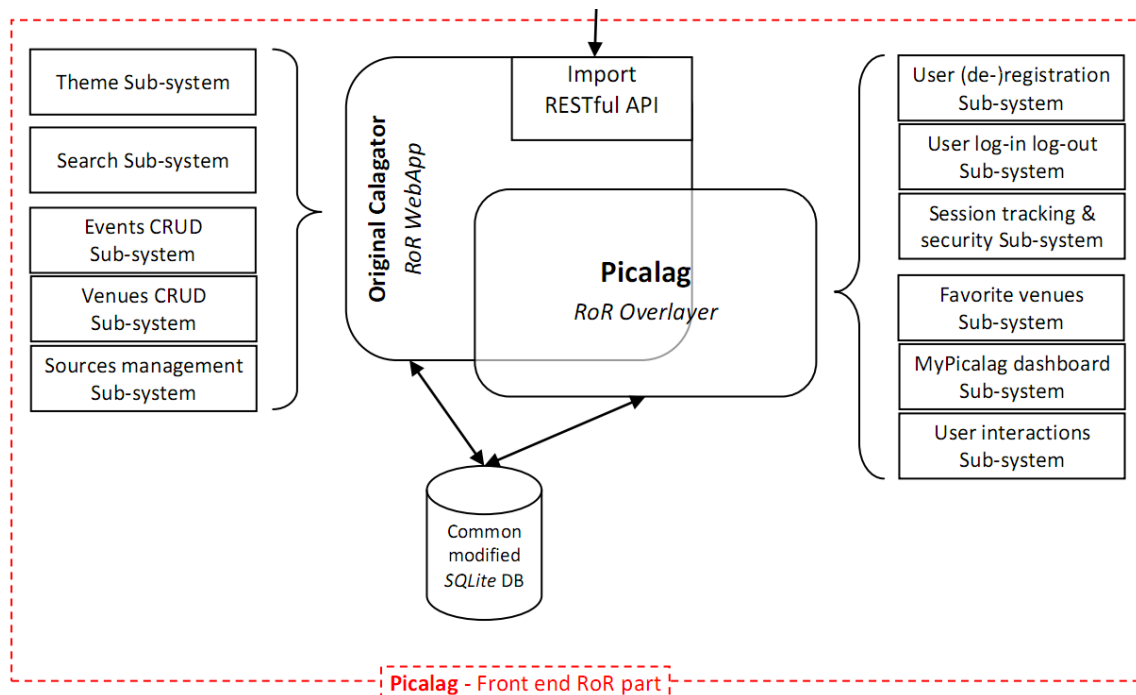 Theme Sub-system
Search Sub-system
Events CRUD
Sub-system
Venues CRUD
Sub-system
Sources management
Sub-system
Original Calagator
RoR WebApp
Import
RESTful API
Picalag
RoR Overlayer
Common
modified
SQLite DB
User (de-)registration
Sub-system
User log-in log-out
Sub-system
Session tracking &
security Sub-system
Favorite venues
Sub-system
MyPicalag dashboard
Sub-system
User interactions
Sub-system
Picalag - Front end RoR part